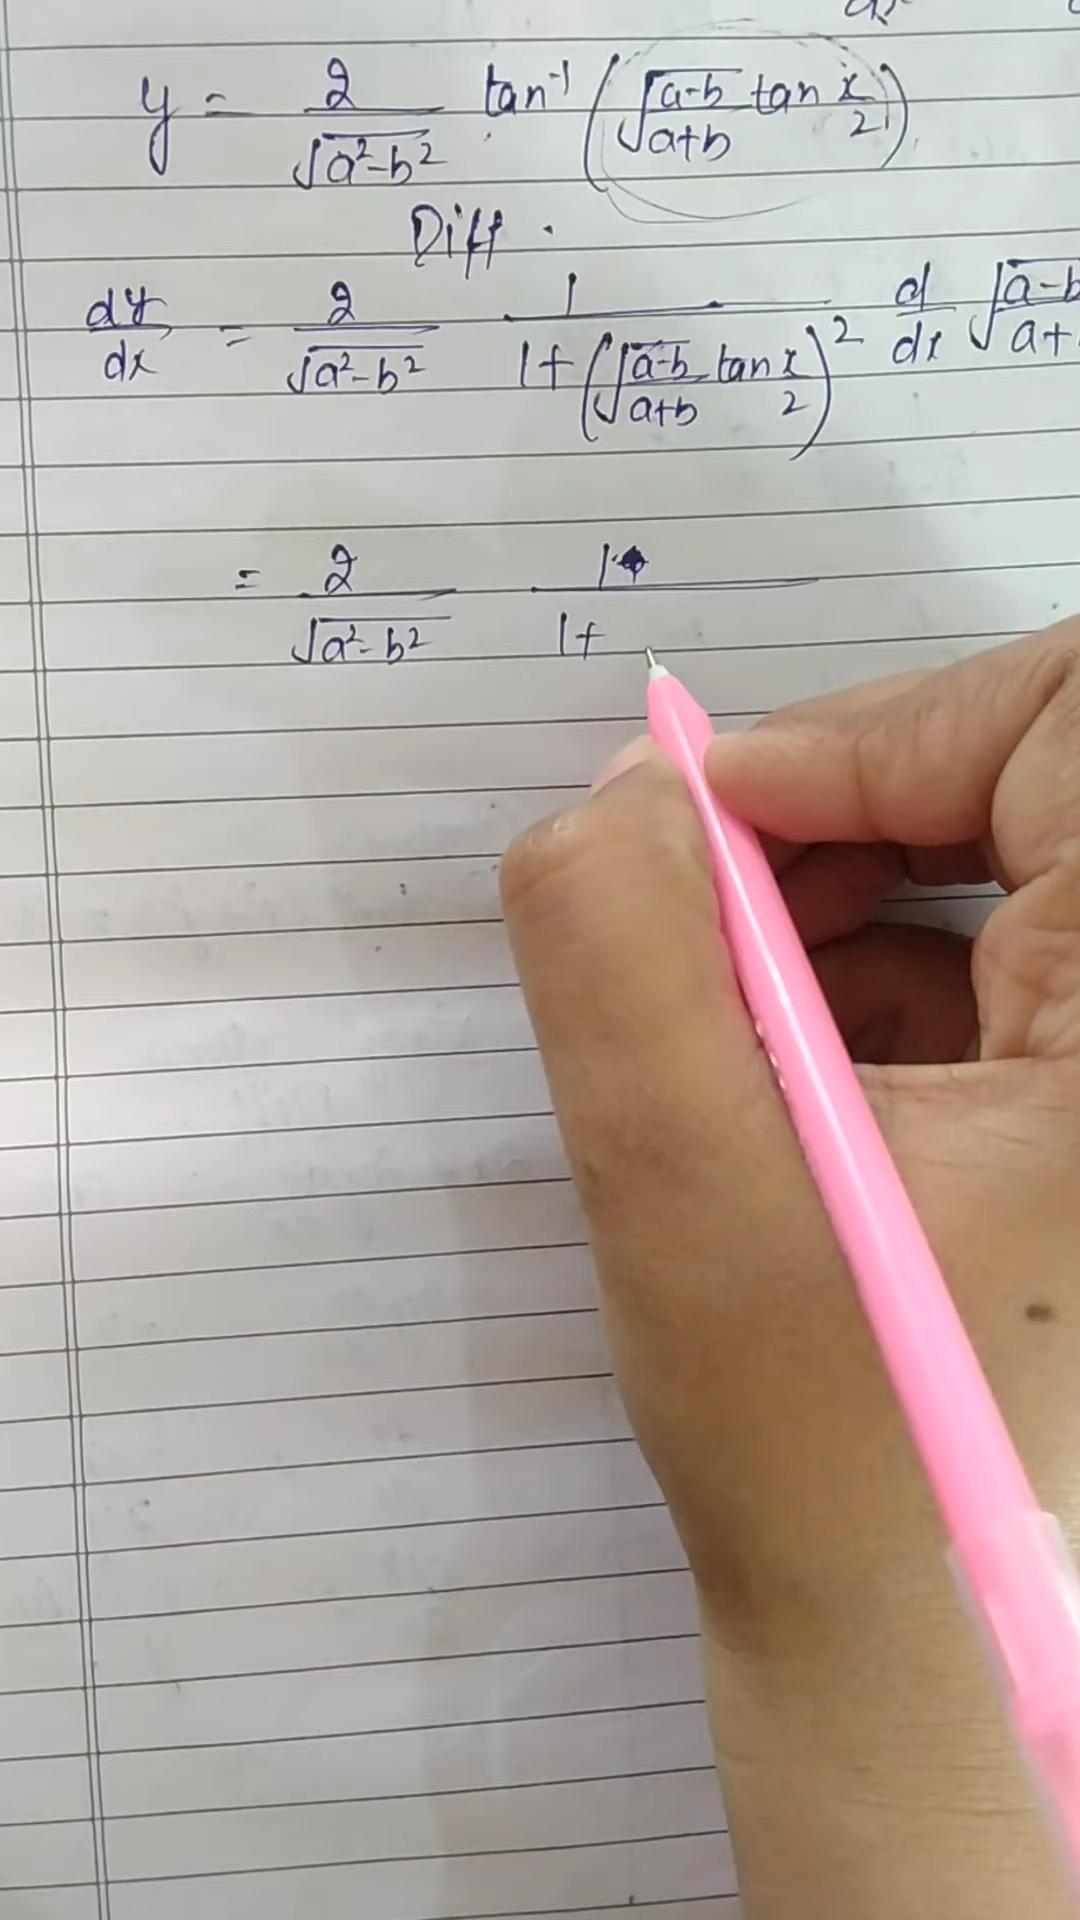 y = 2/√(a²-b²) tan⁻¹ (√((a-b)/(a+b)) tan x/2)
Diff.
dy/dx = 2/√(a²-b²) 1/(1+(√((a-b)/(a+b)) tan x/2)²) d/dx √((a-b)/(a+
= 2/√(a²-b²) 1/(1+